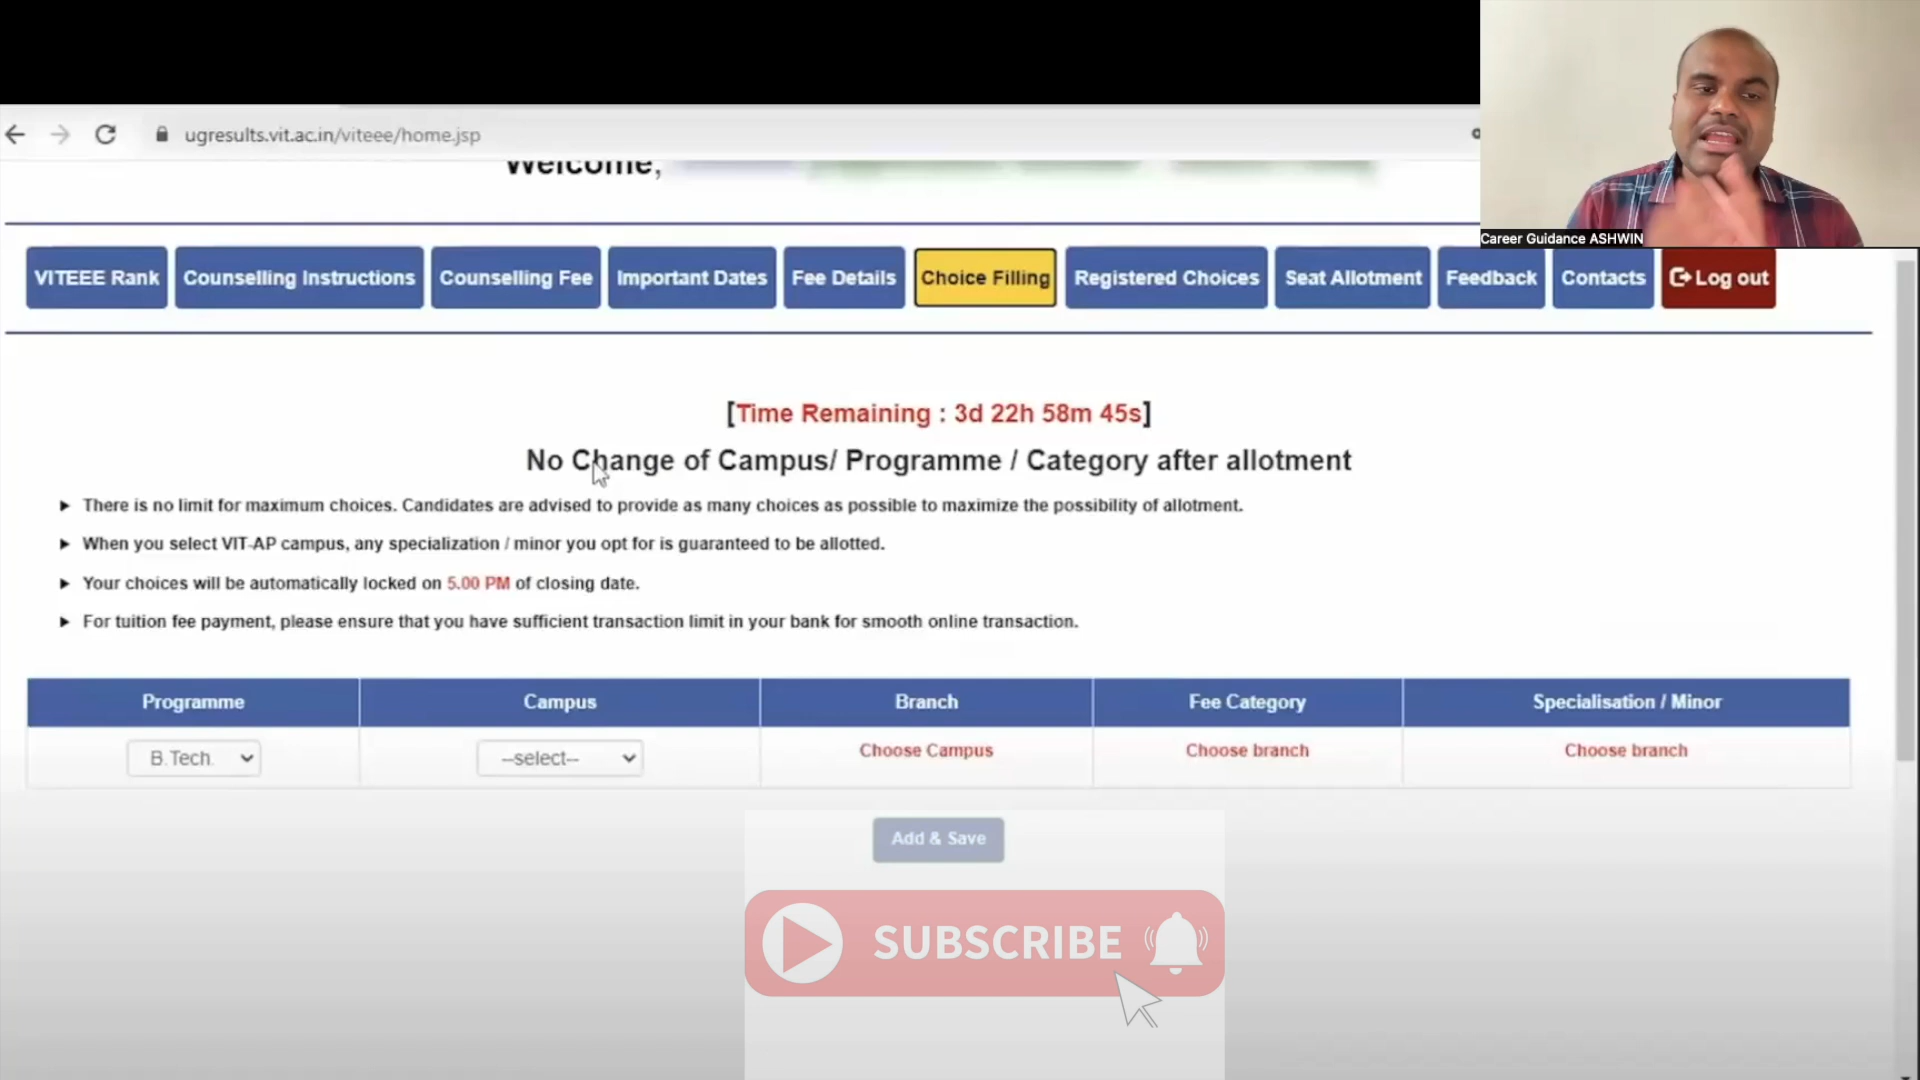 ugresults.vit.ac.in/viteee/home.jsp
Welcome,
Career Guidance ASHWIN
VITEEE Rank
Counselling Instructions
Counselling Fee
Important Dates
Fee Details
Choice Filling
Registered Choices
Seat Allotment
Feedback
Contacts
Log out
[Time Remaining : 3d 22h 58m 45s]
No Change of Campus/ Programme / Category after allotment
There is no limit for maximum choices. Candidates are advised to provide as many choices as possible to maximize the possibility of allotment.
When you select VIT-AP campus, any specialization / minor you opt for is guaranteed to be allotted.
Your choices will be automatically locked on 5.00 PM of closing date.
For tuition fee payment, please ensure that you have sufficient transaction limit in your bank for smooth online transaction.
Programme Campus Branch Fee Category Specialisation / Minor
B.Tech. --select-- Choose Campus Choose branch Choose branch
Add & Save
SUBSCRIBE